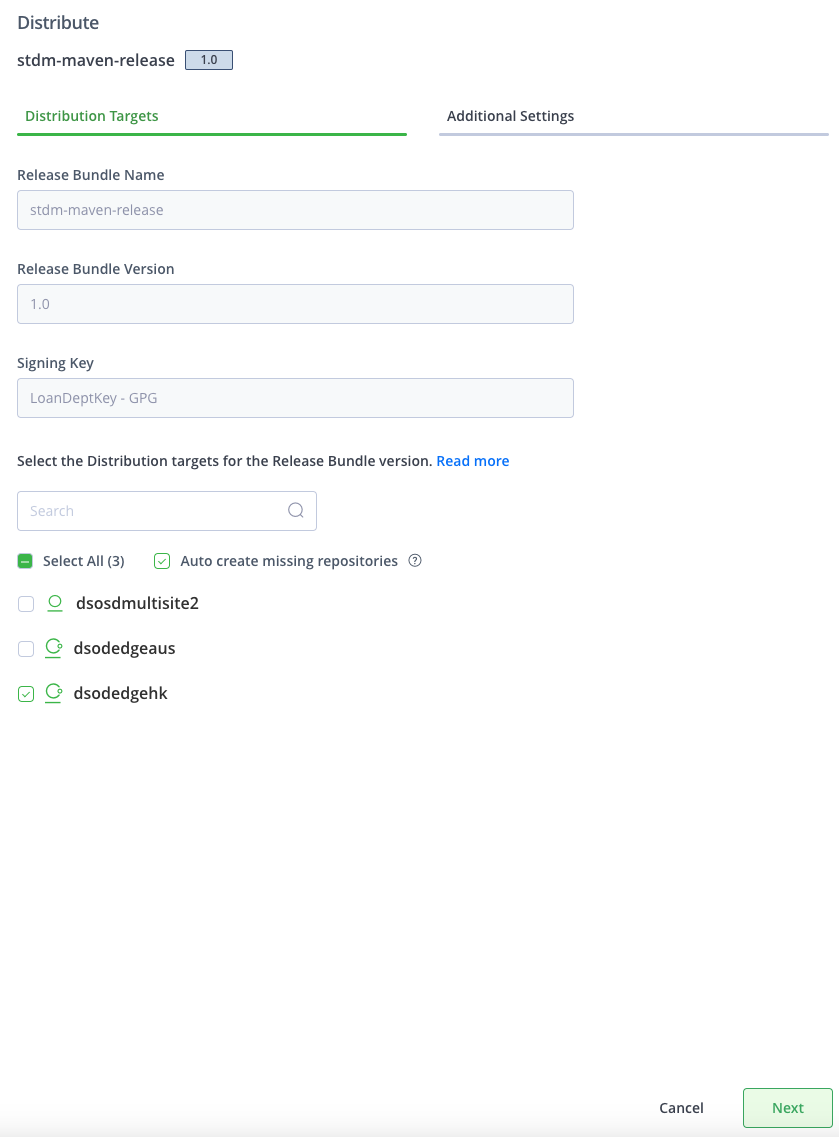 Distribute
stdm-maven-release 1.0
Distribution Targets Additional Settings
Release Bundle Name
stdm-maven-release
Release Bundle Version
1.0
Signing Key
LoanDeptKey - GPG
Select the Distribution targets for the Release Bundle version. Read more
Search
Select All (3) Auto create missing repositories ?
dsosdmultisite2
dsodedgeaus
dsodedgehk
Cancel Next